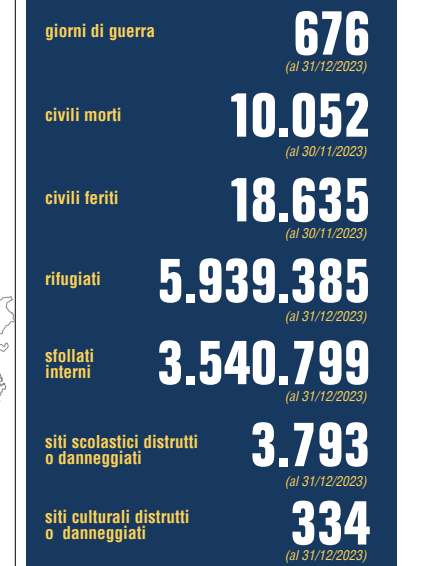 giorni di guerra
676
(al 31/12/2023)
civili morti
10.052
(al 30/11/2023)
civili feriti
18.635
(al 30/11/2023)
rifugiati
5.939.385
(al 31/12/2023)
sfollati
interni
3.540.799
(al 31/12/2023)
siti scolastici distrutti
o danneggiati
3.793
(al 31/12/2023)
siti culturali distrutti
o danneggiati
334
(al 31/12/2023)